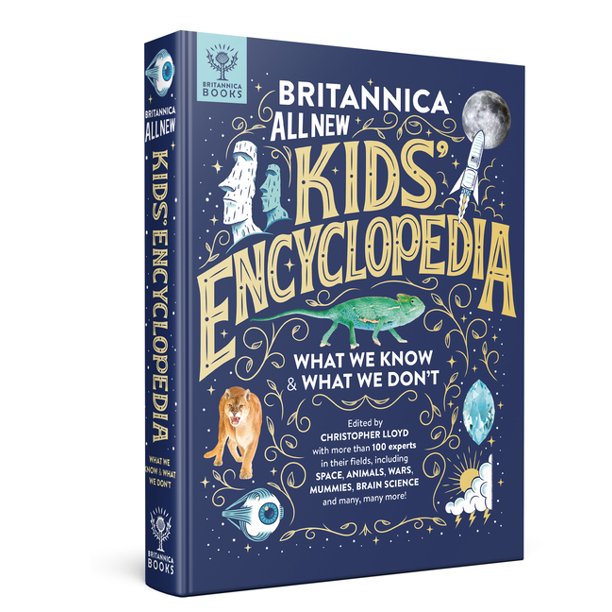 BRITANNICA
ALL NEW
KIDS' ENCYCLOPEDIA
WHAT WE
KNOW & WHAT WE
DON'T
BRITANNICA
BOOKS
BRITANNICA
BOOKS
BRITANNICA
ALL NEW
KIDS'
ENCYCLOPEDIA
WHAT WE KNOW
& WHAT WE DON'T
Edited by
CHRISTOPHER LLOYD
with more than 100 experts
in their fields, including
SPACE, ANIMALS, WARS,
MUMMIES, BRAIN SCIENCE
and many, many more!